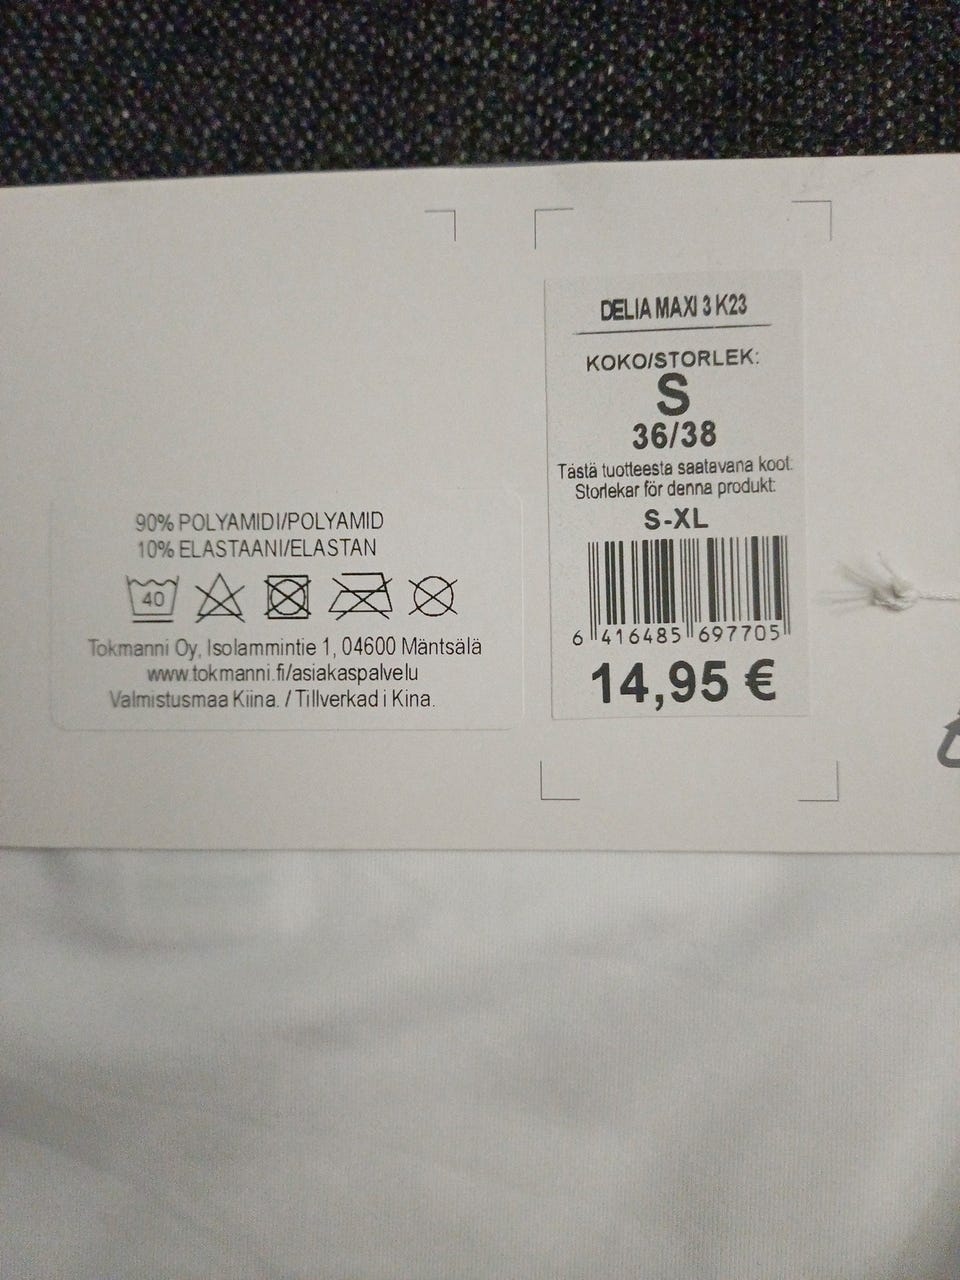 DELIA MAXI 3 K23
KOKO/STORLEK:
S
36/38
Tästä tuotteesta saatavana koot:
Storlekar för denna produkt:
S-XL
6 416485 697705
14,95 €
90% POLYAMIDI/POLYAMID
10% ELASTAANI/ELASTAN
40
Tokmanni Oy, Isolammintie 1, 04600 Mäntsälä
www.tokmanni.fi/asiakaspalvelu
Valmistusmaa Kiina. / Tillverkad i Kina.